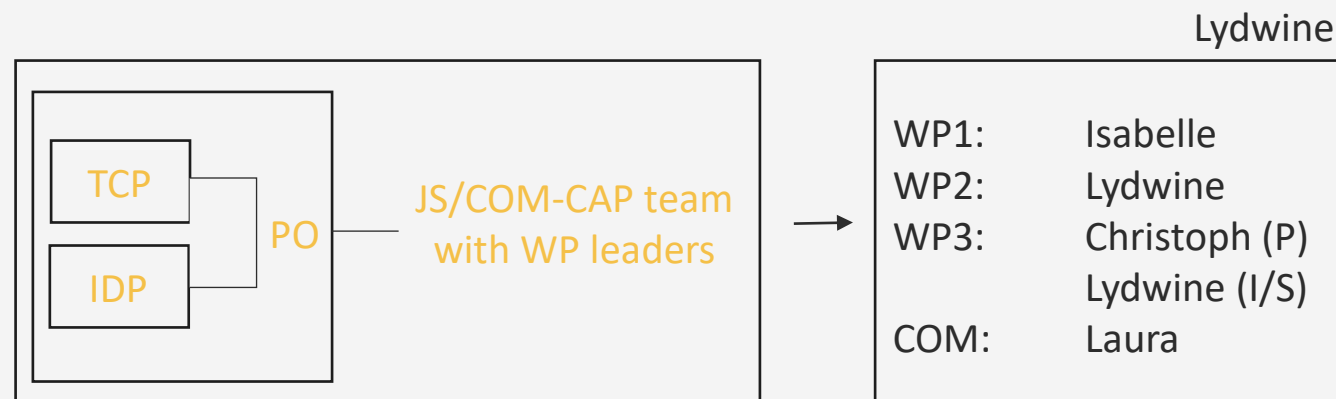 Lydwine
TCP
IDP
PO
JS/COM-CAP team
with WP leaders
WP1: Isabelle
WP2: Lydwine
WP3: Christoph (P)
Lydwine (I/S)
COM: Laura